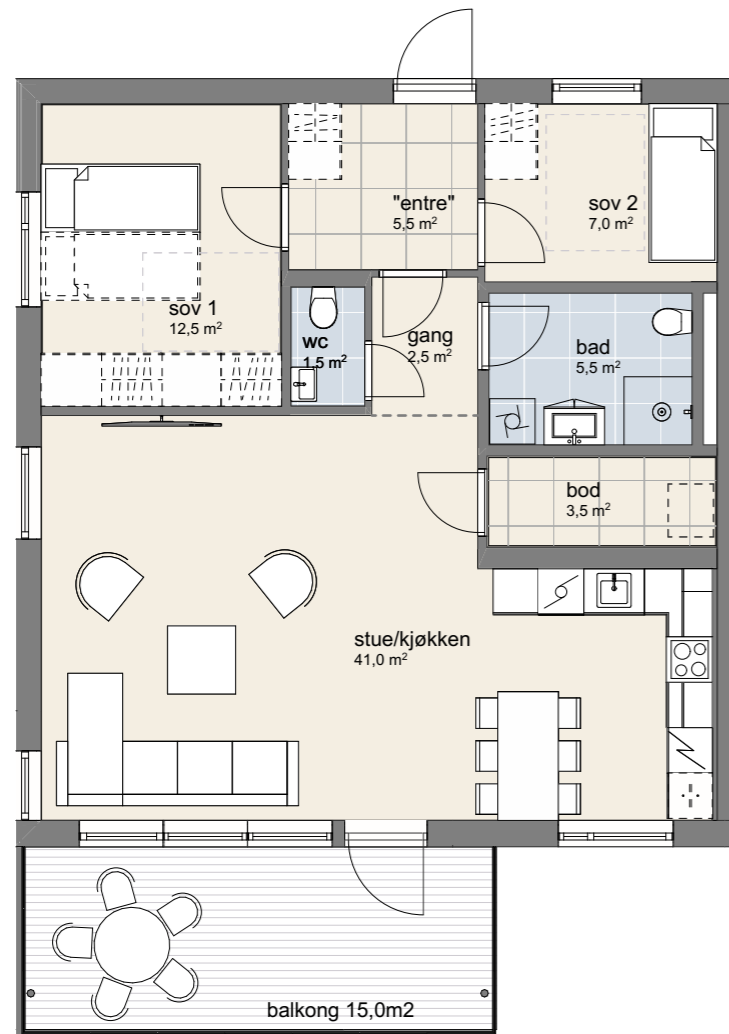 "entre"
5,5 m²
sov 2
7,0 m²
sov 1
12,5 m²
wc
1,5 m²
gang
2,5 m²
bad
5,5 m²
bod
3,5 m²
stue/kjøkken
41,0 m²
balkong 15,0m2